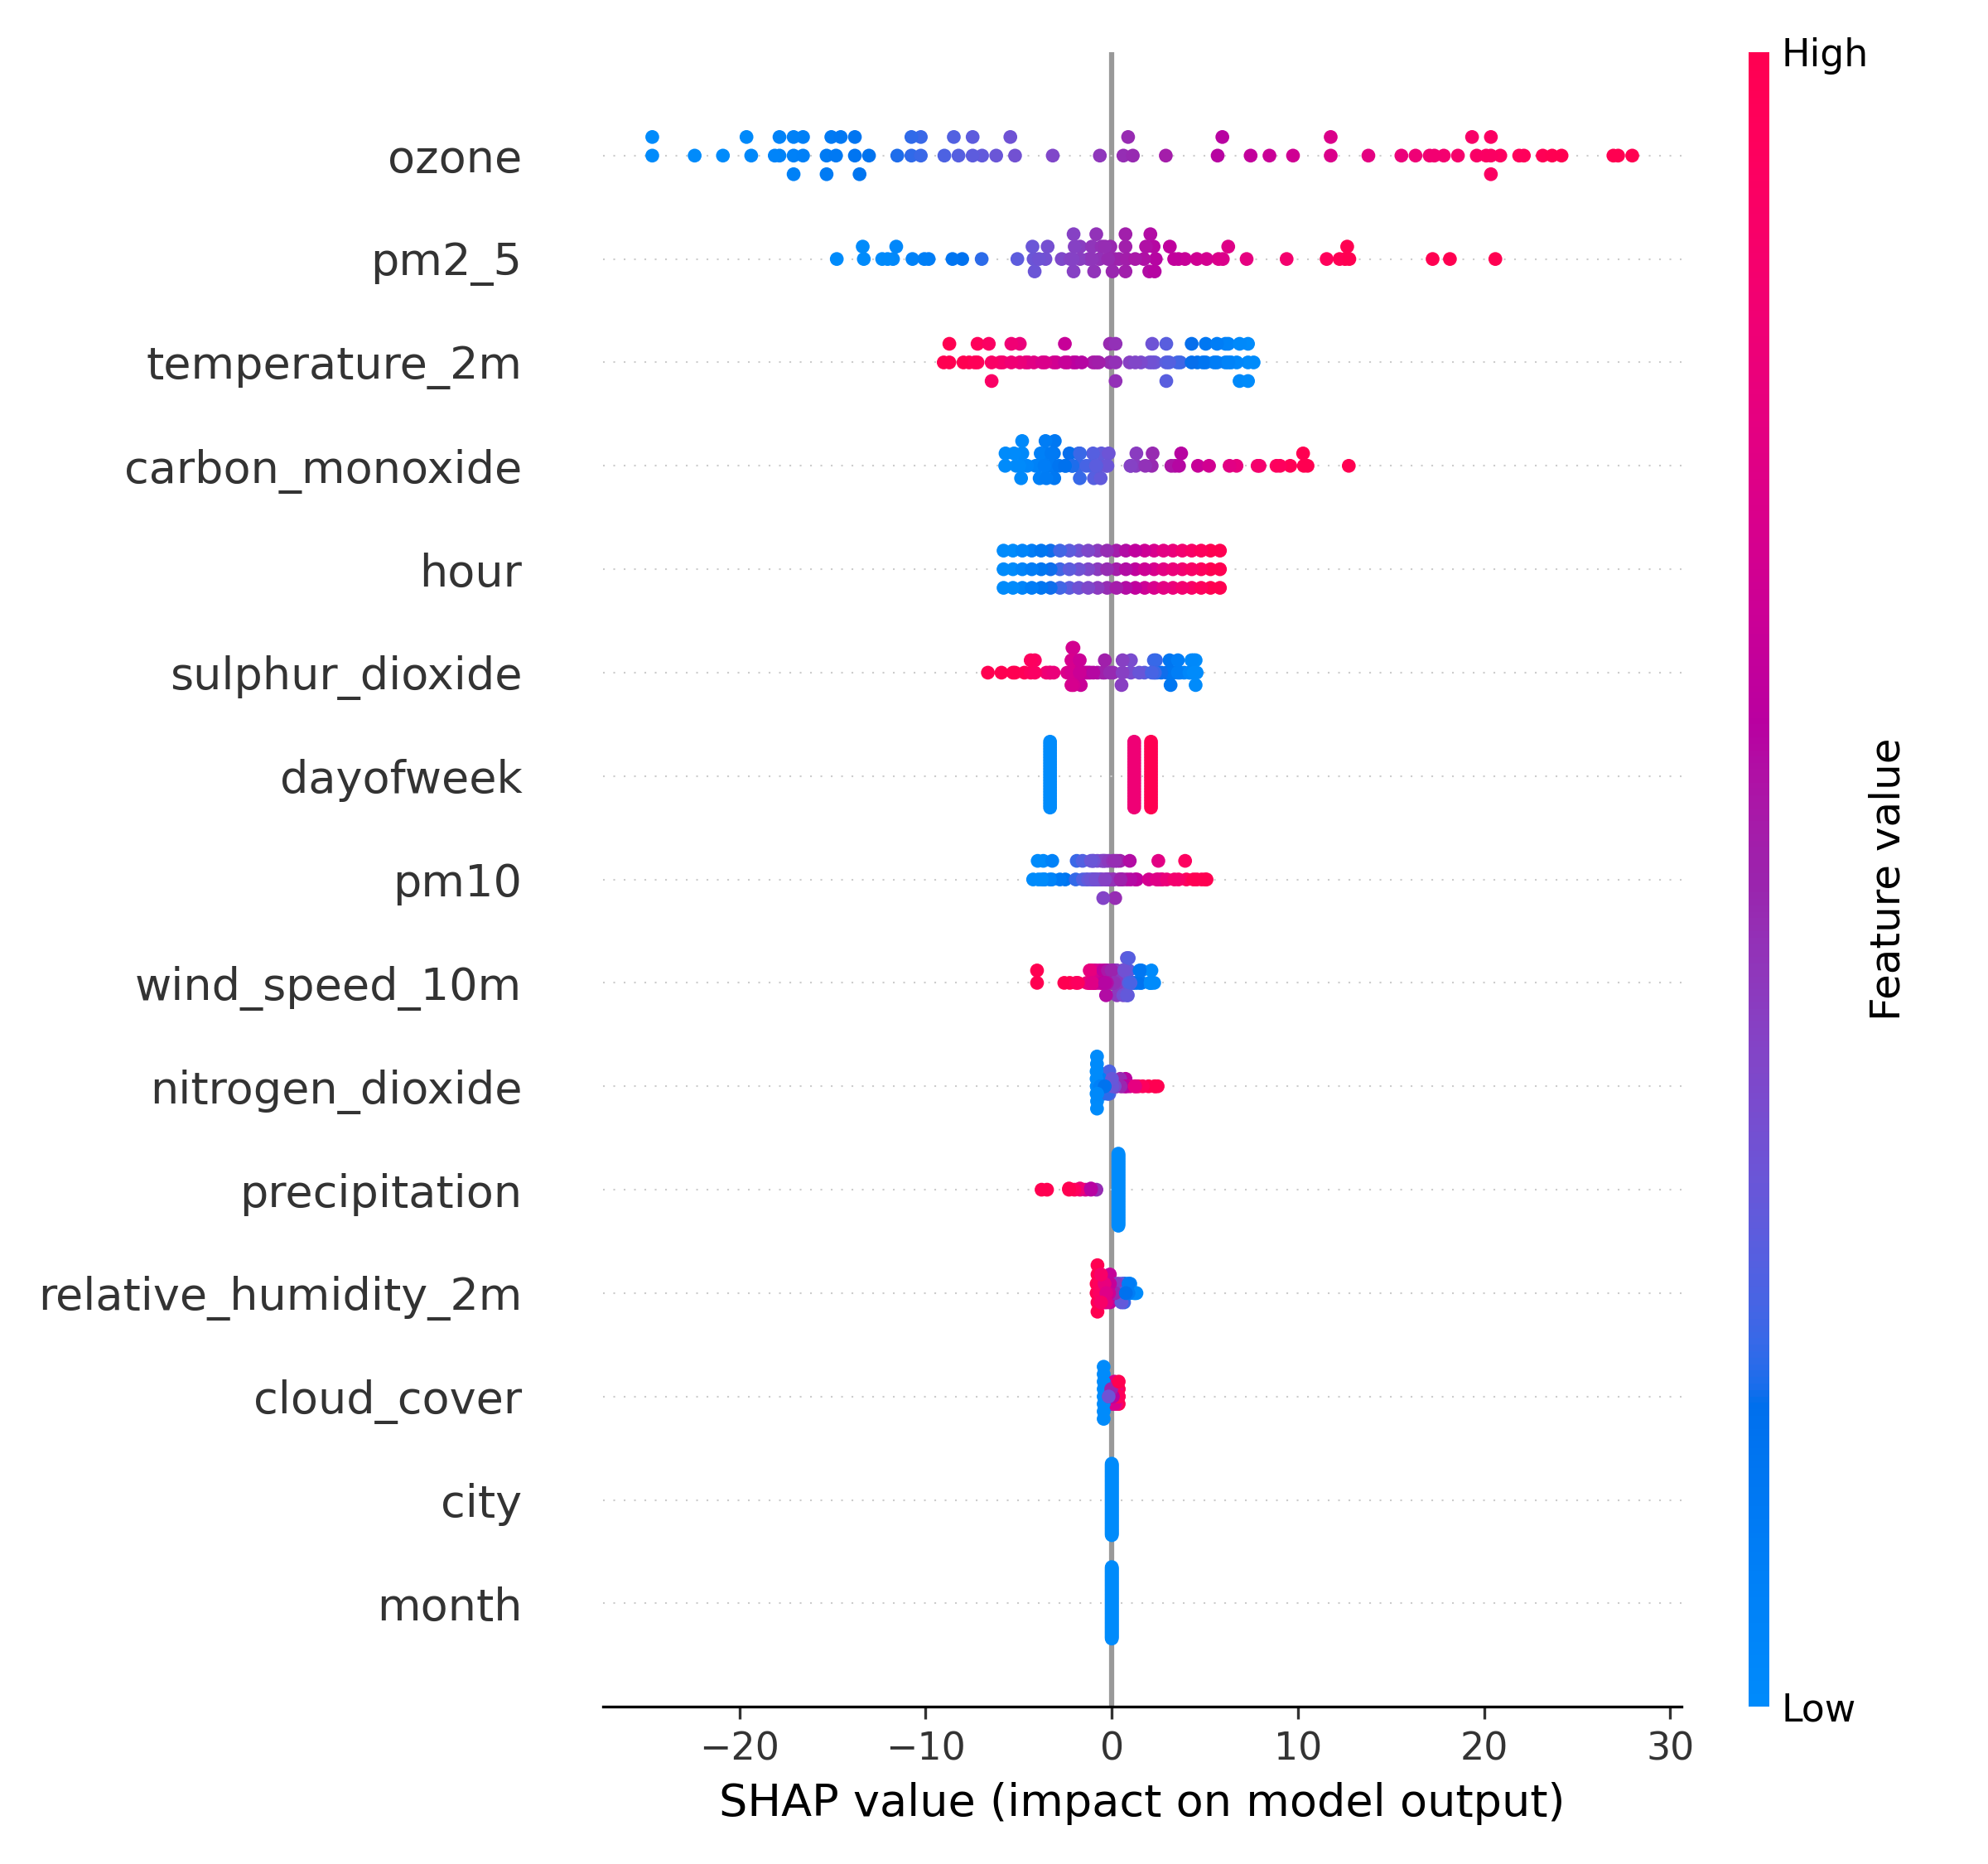 High
ozone
pm2_5
temperature_2m
carbon_monoxide
hour
sulphur_dioxide
dayofweek
pm10
wind_speed_10m
nitrogen_dioxide
precipitation
relative_humidity_2m
cloud_cover
city
month
Feature value
Low
−20 −10 0 10 20 30
SHAP value (impact on model output)